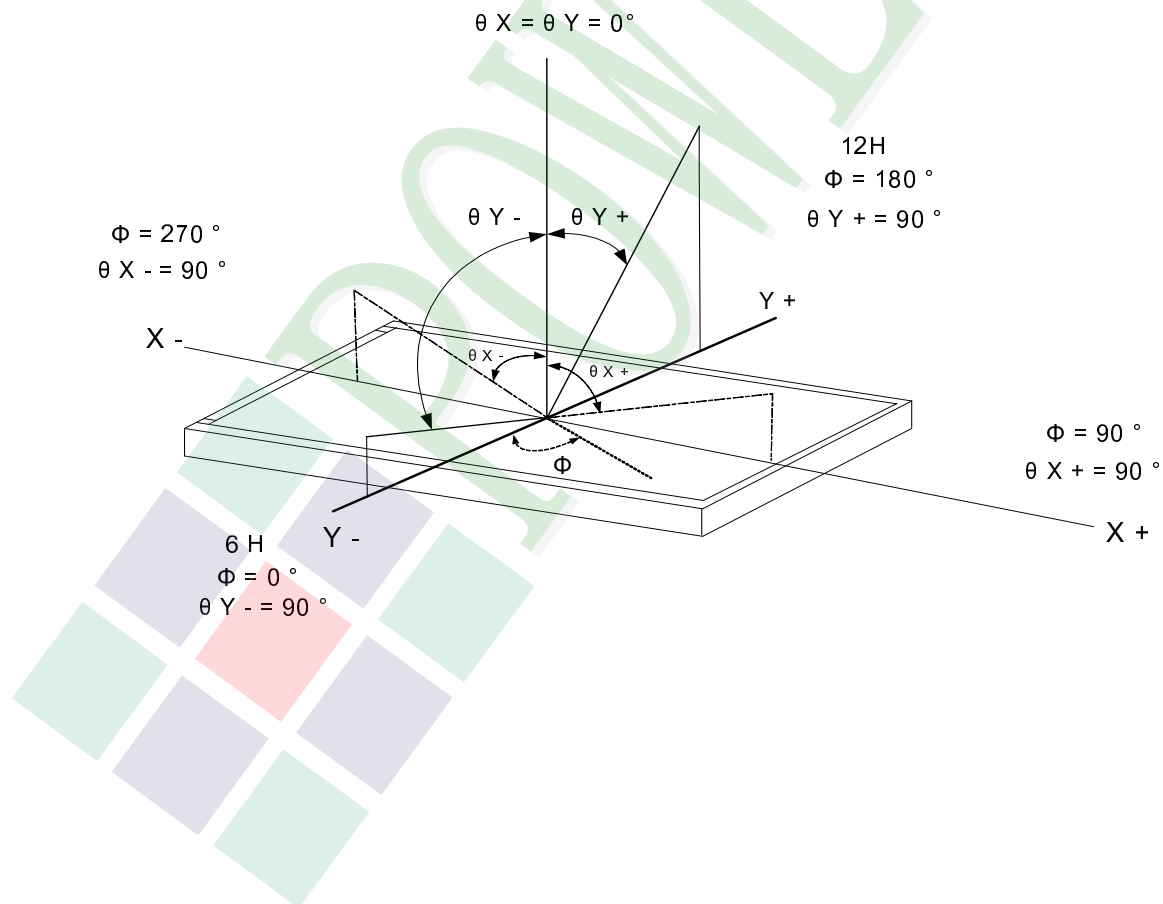 θ X = θ Y = 0°
12H
Φ = 180 °
θ Y + = 90 °
θ Y -
θ Y +
Φ = 270 °
θ X - = 90 °
Y +
X -
θ X -
θ X +
Φ = 90 °
θ X + = 90 °
Φ
X +
Y -
6 H
Φ = 0 °
θ Y - = 90 °